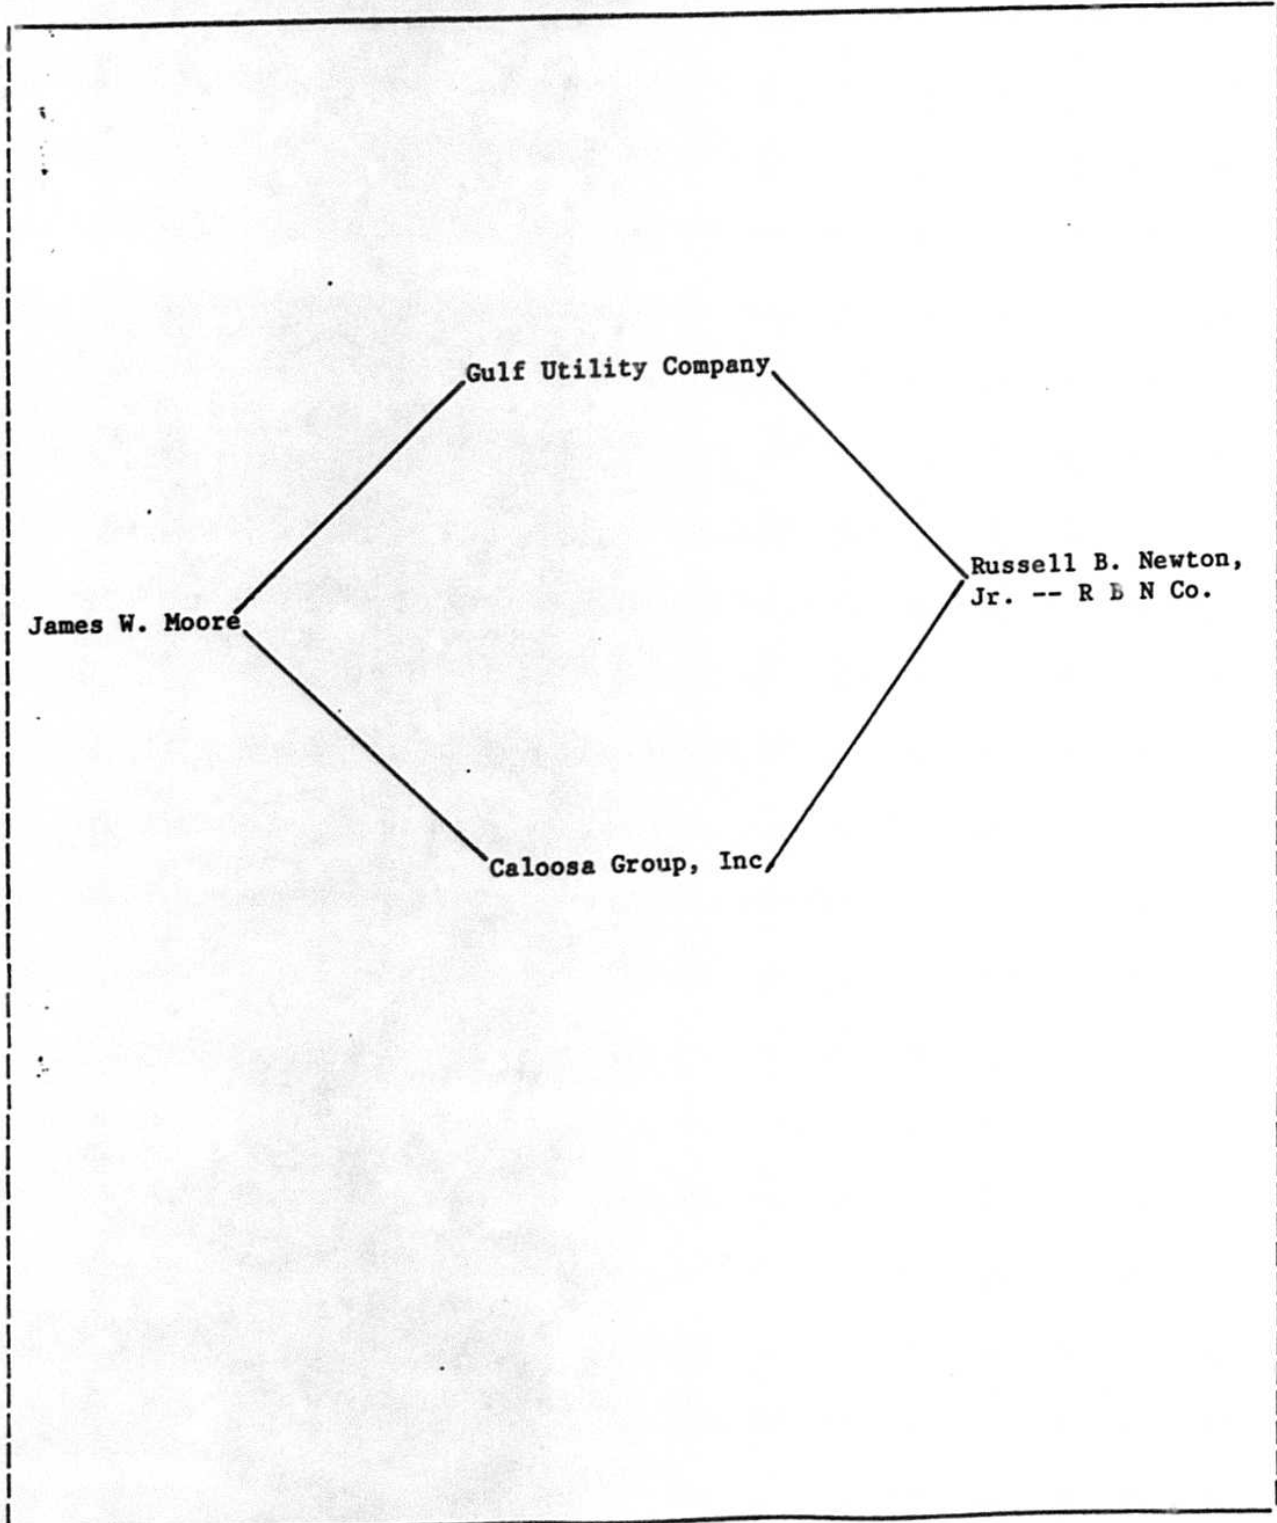 Gulf Utility Company
Russell B. Newton,
Jr. -- R B N Co.
James W. Moore
Caloosa Group, Inc